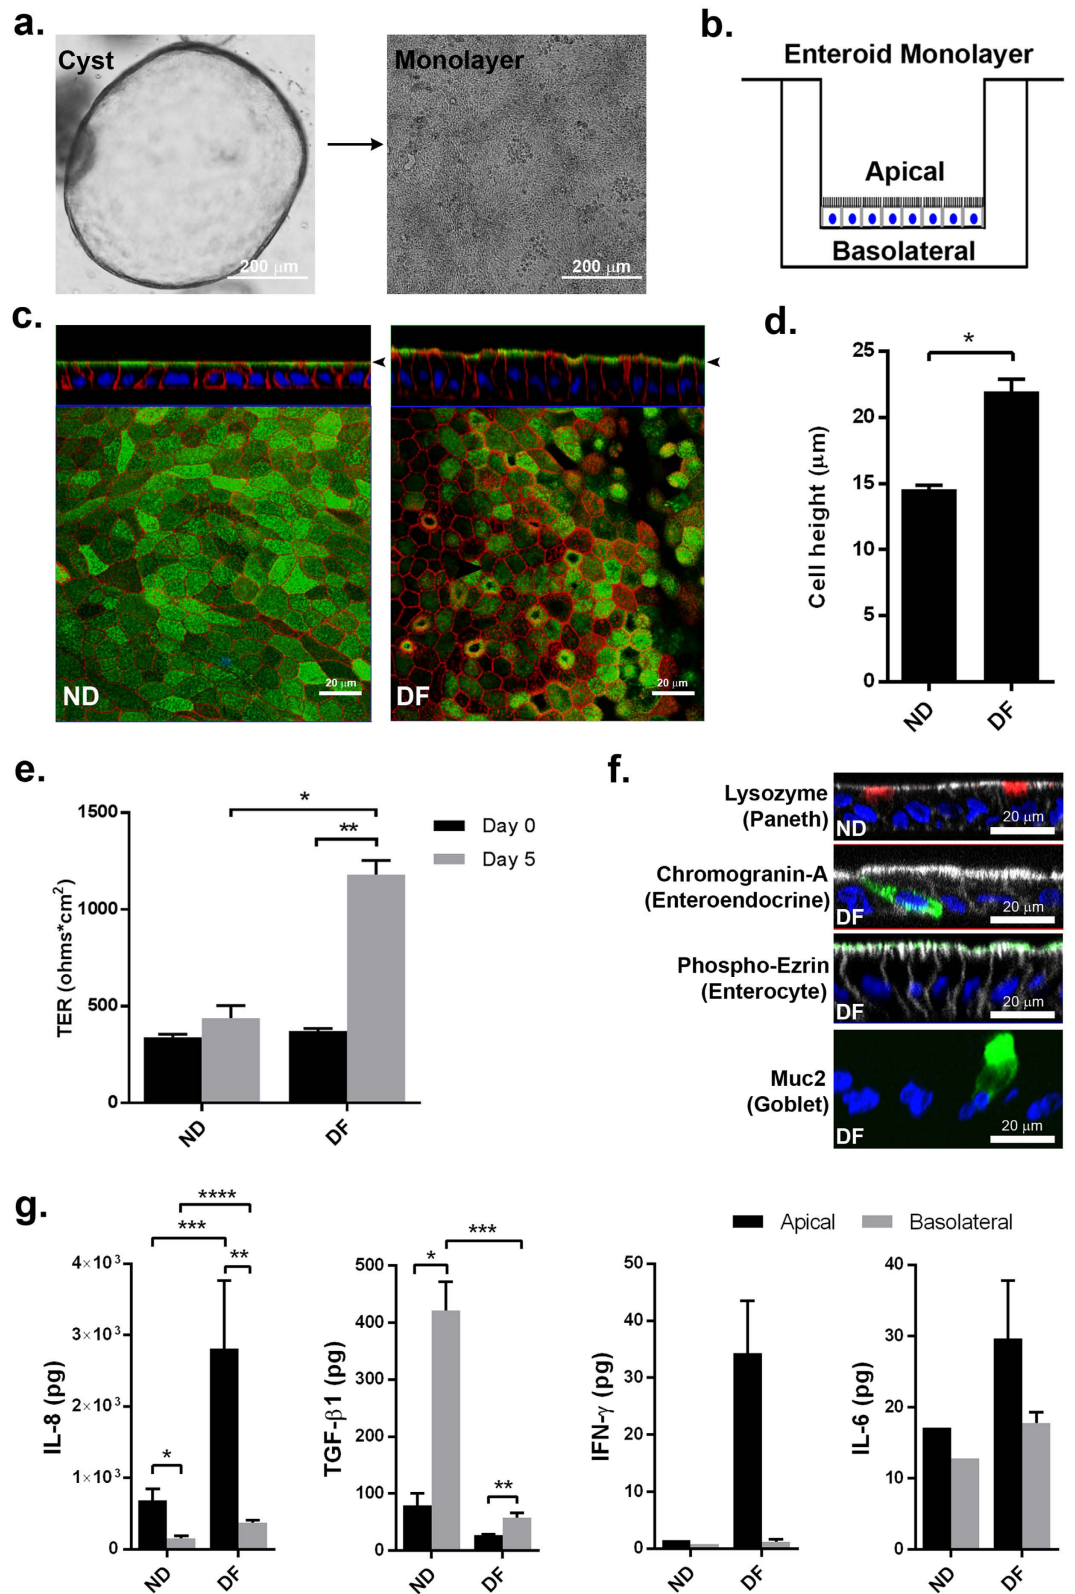 a.
Cyst
200 μm
Monolayer
200 μm
b.
Enteroid Monolayer
Apical
Basolateral
c.
ND
20 μm
DF
20 μm
d.
Cell height (μm)
25
20
15
10
5
0
*
ND
DF
e.
TER (ohms*cm²)
1500
1000
500
0
*
**
Day 0
Day 5
ND
DF
f.
Lysozyme
(Paneth)
ND
20 μm
Chromogranin-A
(Enteroendocrine)
DF
20 μm
Phospho-Ezrin
(Enterocyte)
DF
20 μm
Muc2
(Goblet)
DF
20 μm
g.
Apical
Basolateral
IL-8 (pg)
4×10³
3×10³
2×10³
1×10³
0
****
***
**
*
ND
DF
TGF-β1 (pg)
500
400
300
200
100
0
*
***
**
ND
DF
IFN-γ (pg)
50
40
30
20
10
0
ND
DF
IL-6 (pg)
40
30
20
10
0
ND
DF